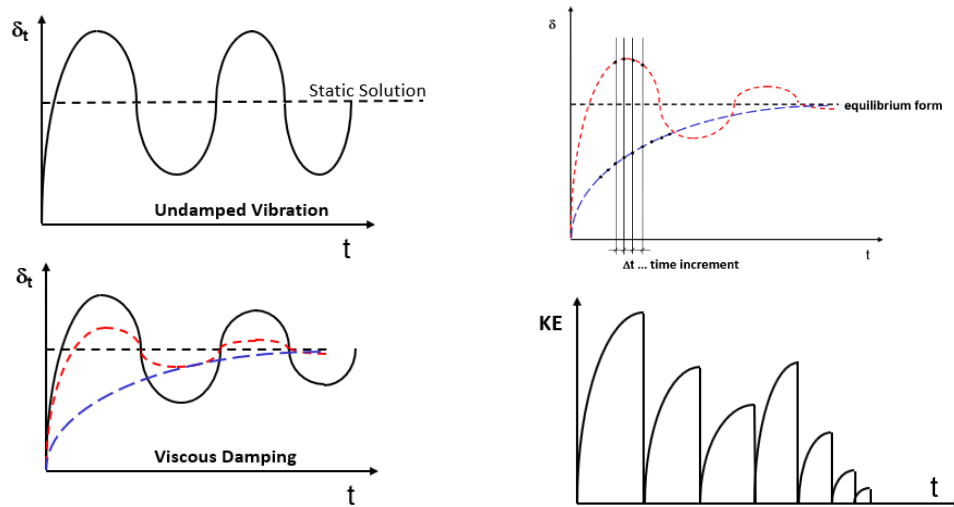 δt
Static Solution
Undamped Vibration
t
δ
equilibrium form
t
Δt ... time increment
δt
Viscous Damping
t
KE
t